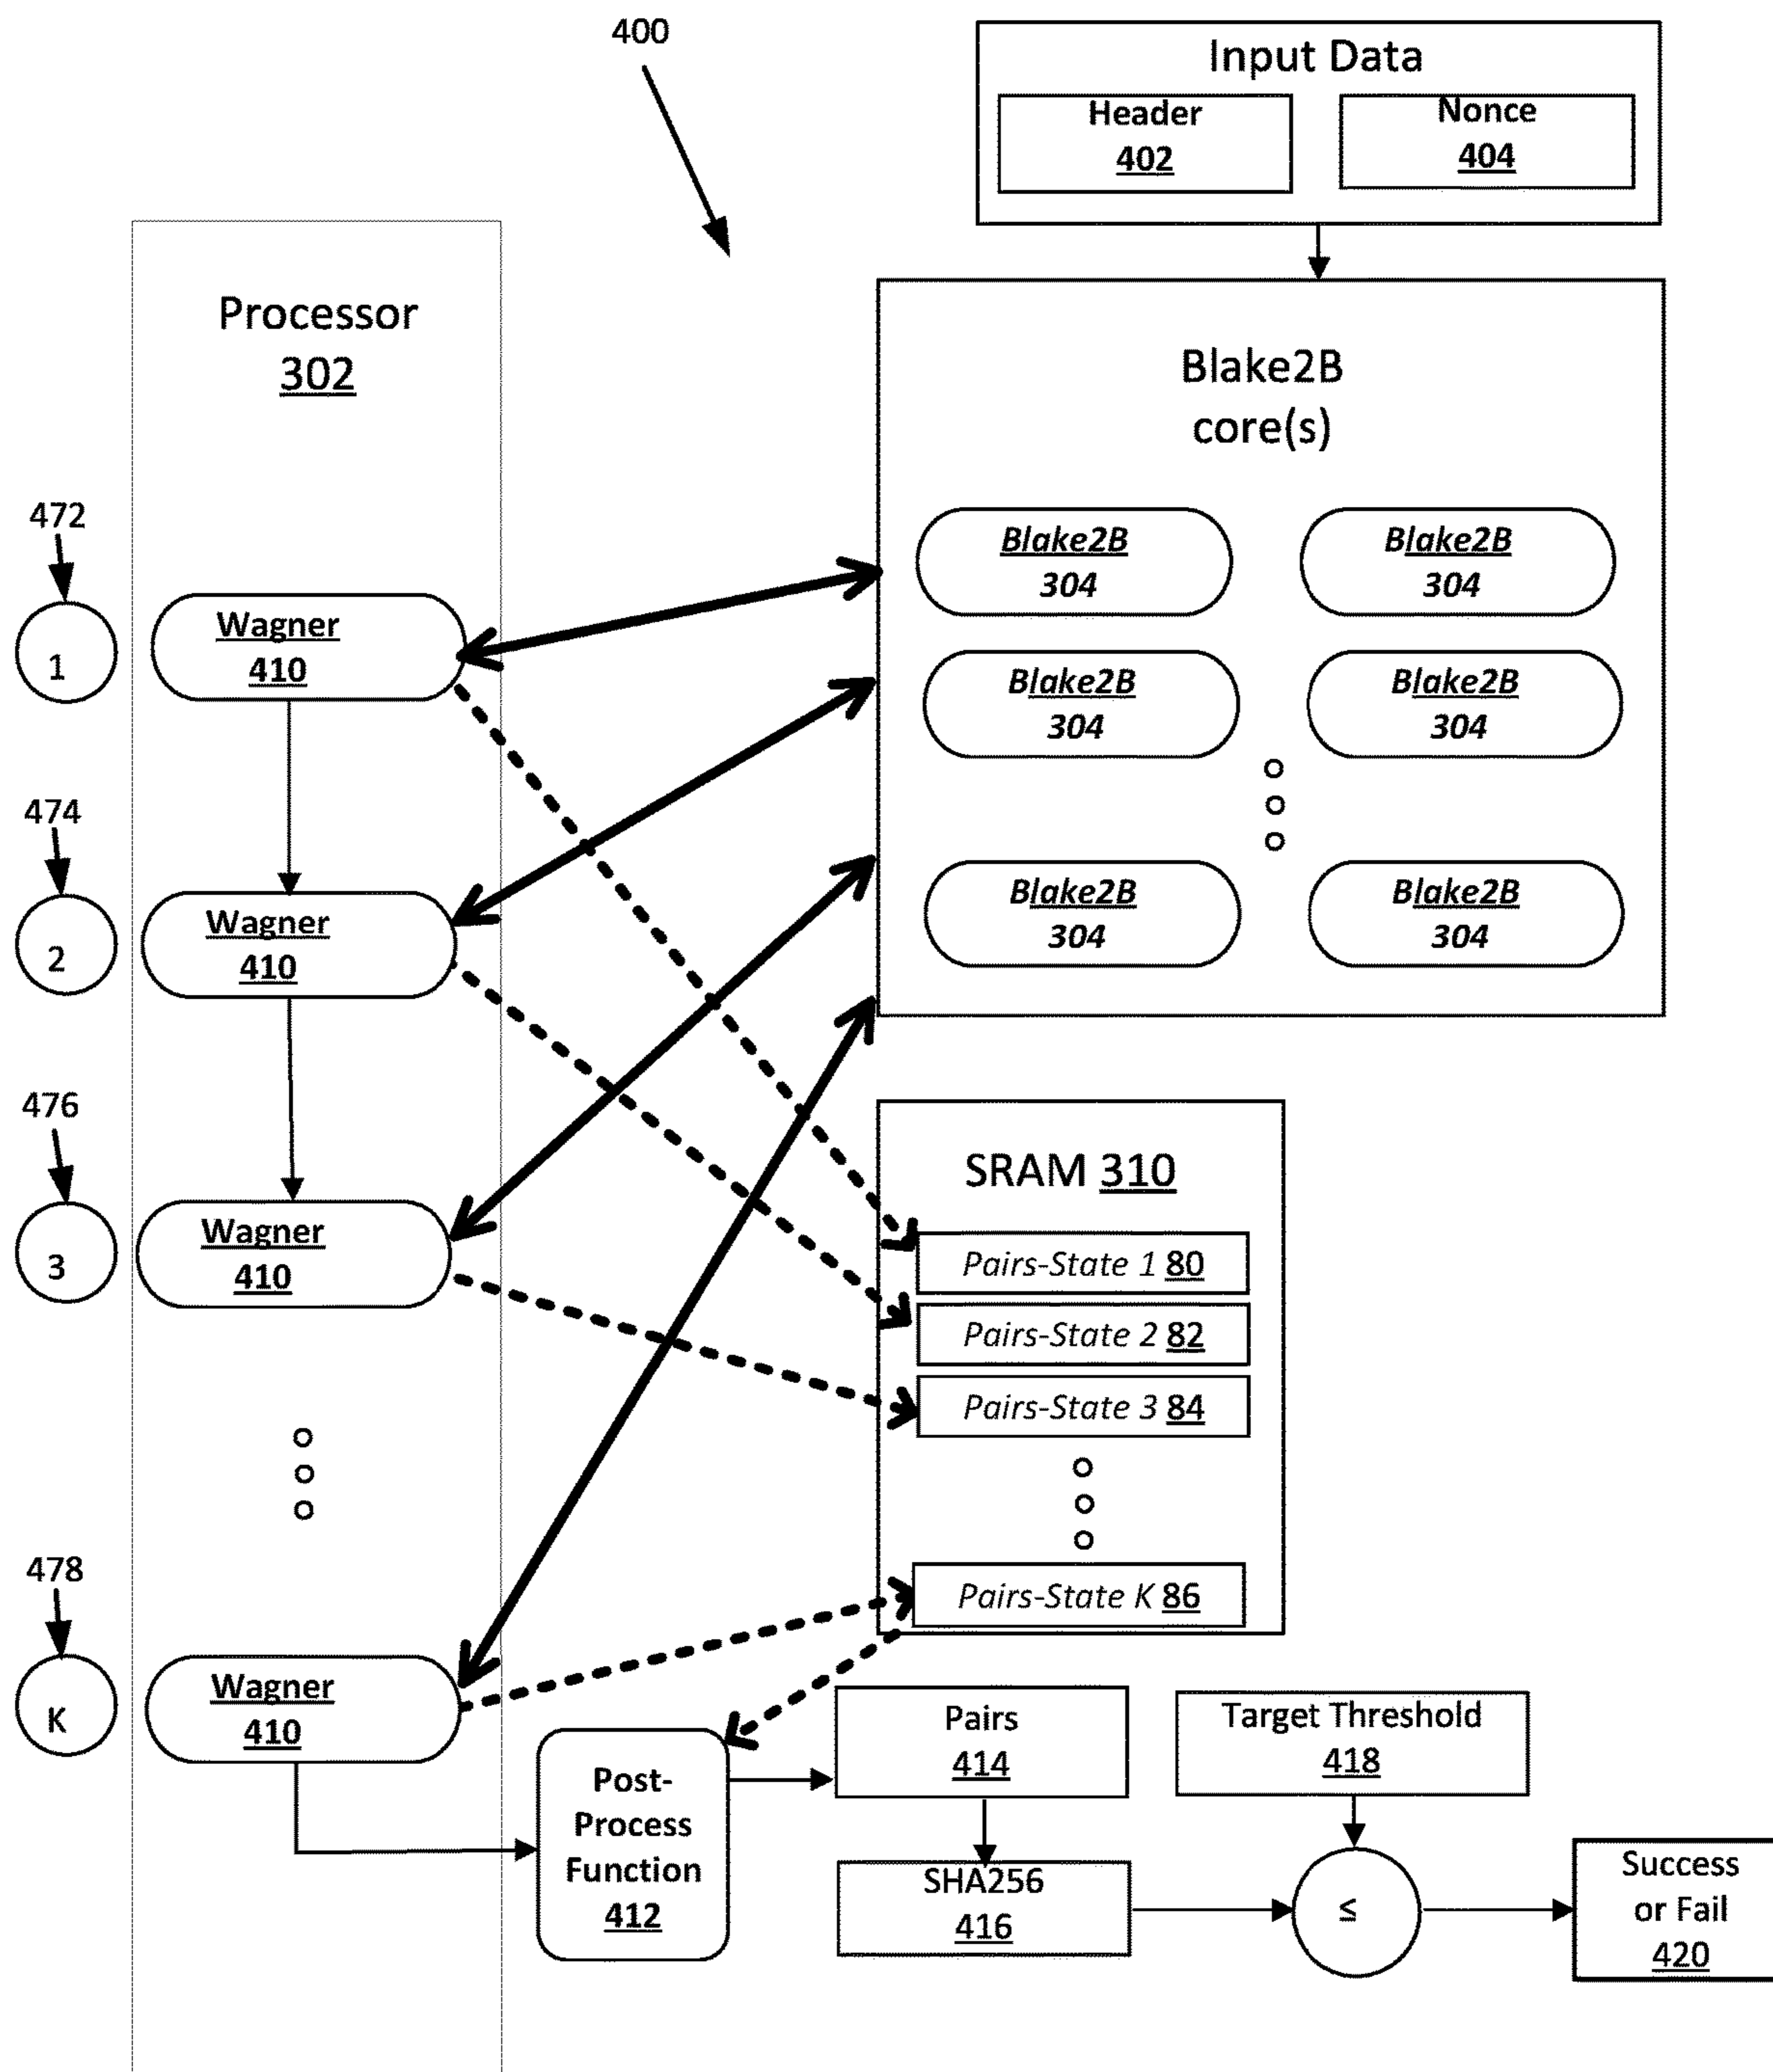 400
Input Data
Header
402
Nonce
404
Processor
302
Blake2B
core(s)
472
1
Wagner
410
Blake2B
304
Blake2B
304
Blake2B
304
Blake2B
304
474
2
Wagner
410
Blake2B
304
Blake2B
304
476
3
Wagner
410
SRAM 310
Pairs-State 1 80
Pairs-State 2 82
Pairs-State 3 84
Pairs-State K 86
478
K
Wagner
410
Post-
Process
Function
412
Pairs
414
Target Threshold
418
SHA256
416
≤
Success
or Fail
420